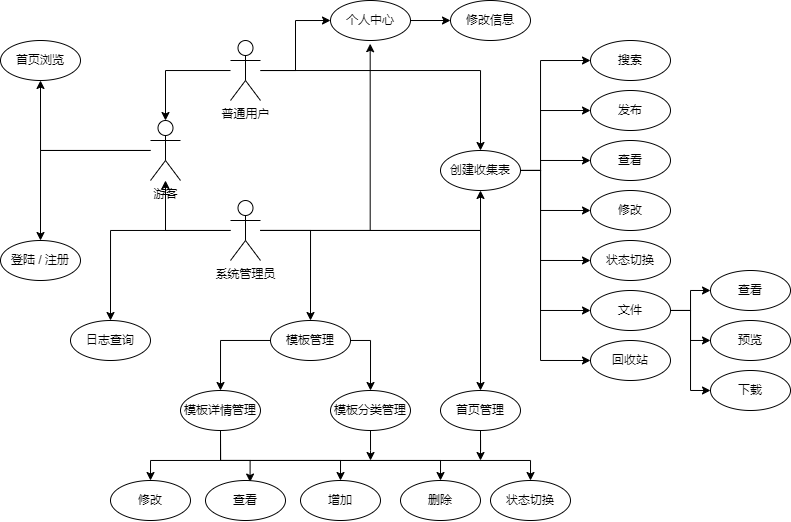 个人中心
修改信息
首页浏览
搜索
普通用户
发布
查看
创建收集表
游客
修改
登陆 / 注册
系统管理员
状态切换
查看
文件
日志查询
模板管理
预览
回收站
下载
模板详情管理
模板分类管理
首页管理
修改
查看
增加
删除
状态切换